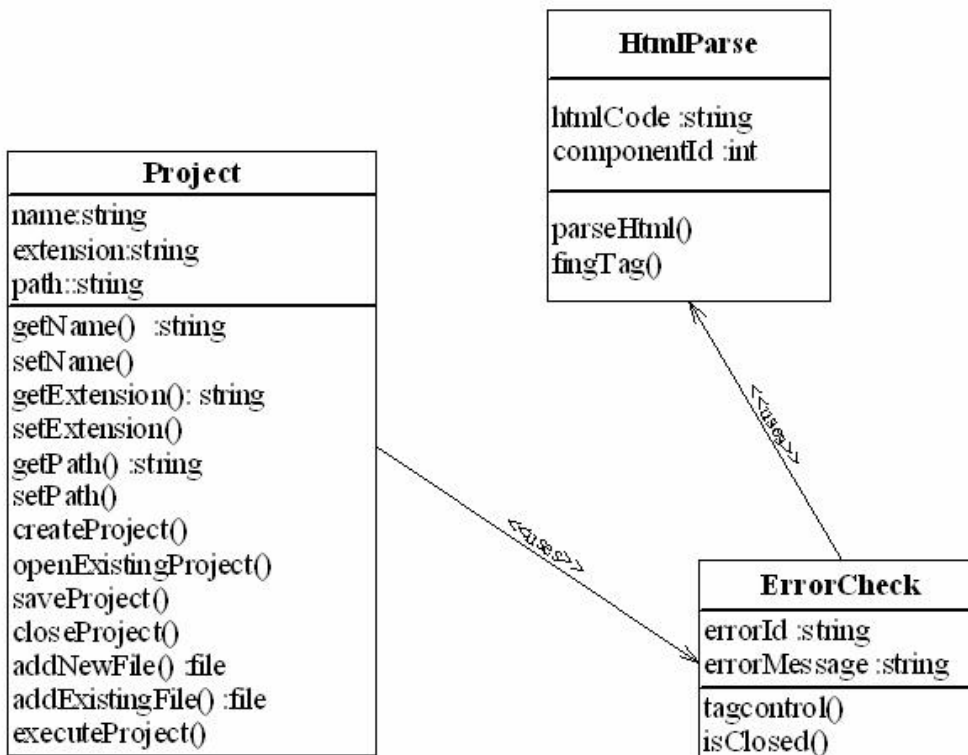 HtmlParse
htmlCode :string
componentId :int
parseHtml()
fingTag()
Project
name:string
extension:string
path::string
getName() :string
setName()
getExtension(): string
setExtension()
getPath() :string
setPath()
createProject()
openExistingProject()
saveProject()
closeProject()
addNewFile() :file
addExistingFile() :file
executeProject()
<<uses>>
<<uses>>
ErrorCheck
errorId :string
errorMessage :string
tagcontrol()
isClosed()